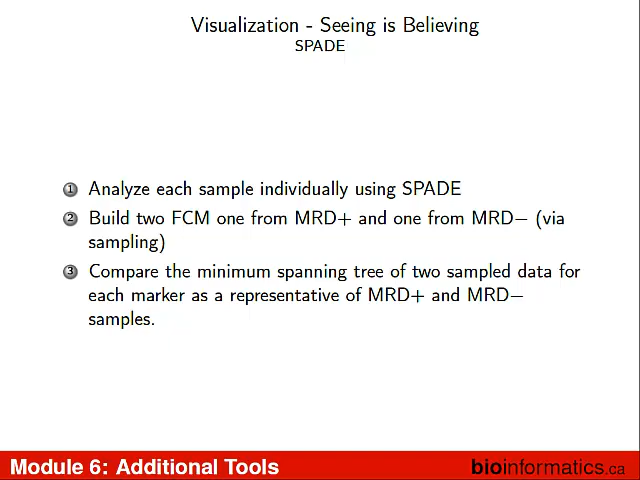 Visualization - Seeing is Believing
SPADE
1 Analyze each sample individually using SPADE
2 Build two FCM one from MRD+ and one from MRD− (via
sampling)
3 Compare the minimum spanning tree of two sampled data for
each marker as a representative of MRD+ and MRD−
samples.
Module 6: Additional Tools
bioinformatics.ca